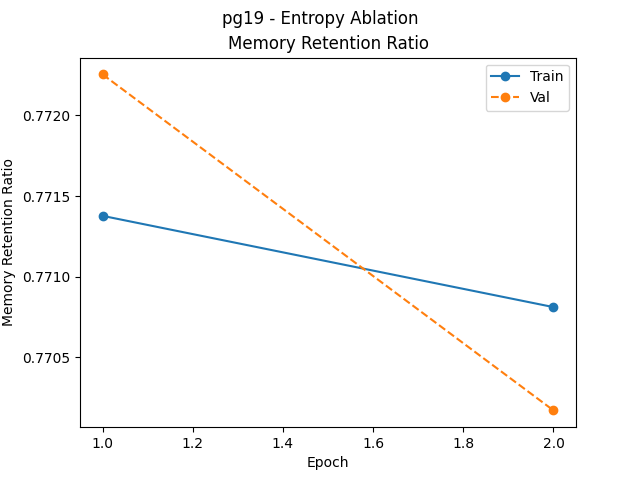 pg19 - Entropy Ablation
Memory Retention Ratio
Train
Val
Memory Retention Ratio
0.7720
0.7715
0.7710
0.7705
1.0 1.2 1.4 1.6 1.8 2.0
Epoch